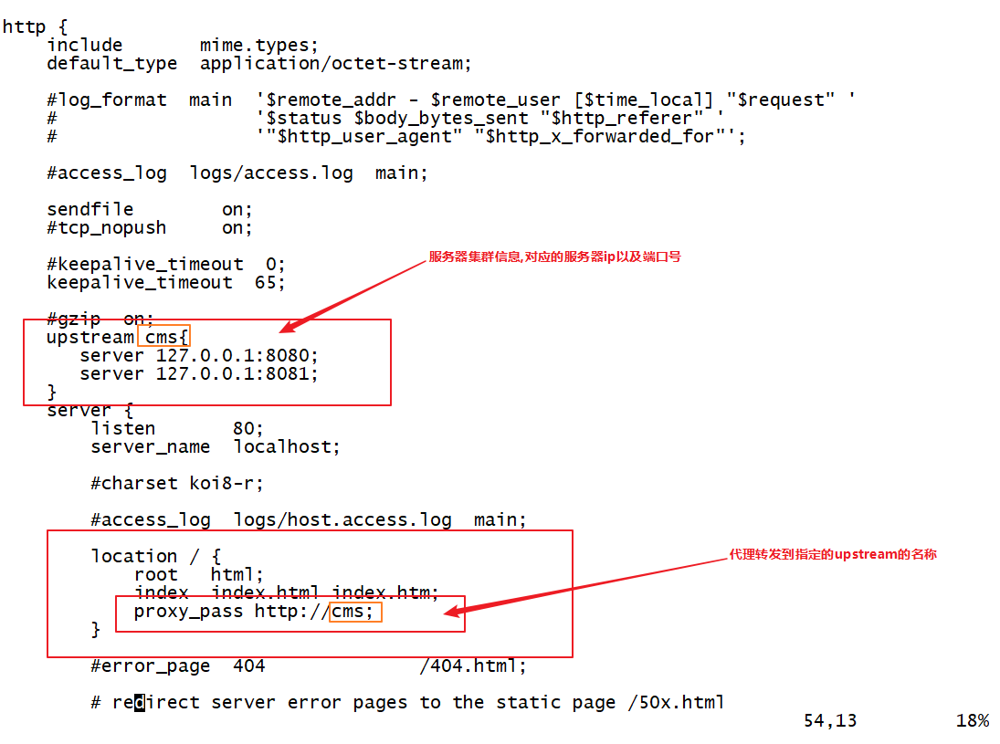 http {
    include       mime.types;
    default_type  application/octet-stream;
    #log_format  main  '$remote_addr - $remote_user [$time_local] "$request" '
    #                  '$status $body_bytes_sent "$http_referer" '
    #                  '"$http_user_agent" "$http_x_forwarded_for"';
    #access_log  logs/access.log  main;
    sendfile        on;
    #tcp_nopush     on;
服务器集群信息,对应的服务器ip以及端口号
    #keepalive_timeout  0;
    keepalive_timeout  65;
    #gzip  on;
    upstream cms{
       server 127.0.0.1:8080;
       server 127.0.0.1:8081;
    }
    server {
        listen       80;
        server_name  localhost;
        #charset koi8-r;
        #access_log  logs/host.access.log  main;
        location / {
代理转发到指定的upstream的名称
            root   html;
            index  index.html index.htm;
            proxy_pass http://cms;
        }
        #error_page  404              /404.html;
        # redirect server error pages to the static page /50x.html
54,13         18%